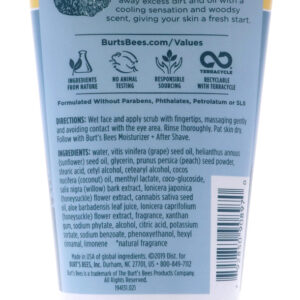 away excess dirt and oil with a
cooling sensation and woodsy
scent, giving your skin a fresh start.
BurtsBees.com/Values
INGREDIENTS
FROM NATURE
NO ANIMAL
TESTING
RESPONSIBLE
SOURCING
RECYCLABLE
WITH
TERRACYCLE
Formulated Without Parabens, Phthalates, Petrolatum or SLS
DIRECTIONS: Wet face and apply scrub with fingertips, massaging gently
and avoiding contact with the eye area. Rinse thoroughly. Pat skin dry.
Follow with Burt's Bees Moisturizer + After Shave.
Ingredients: water, vitis vinifera (grape) seed oil, helianthus annuus
(sunflower) seed oil, glycerin, prunus persica (peach) seed powder,
stearic acid, cetyl alcohol, cetearyl alcohol, cocos
nucifera (coconut) oil, menthyl lactate, coco-glucoside,
salix nigra (willow) bark extract, lonicera japonica
(honeysuckle) flower extract, cannabis sativa seed
oil, aloe barbadensis leaf juice, lonicera caprifolium
(honeysuckle) flower extract, fragrance, xanthan
gum, sodium phytate, alcohol, citric acid, potassium
sorbate, sodium benzoate, phenoxyethanol, hexyl
cinnamal, limonene *natural fragrance
Made in USA of global ingredients. ©2019 Dist. for
BURT'S BEES, Inc. Durham, NC 27701, US 800-849-7112
Burt's Bees is a trademark of The Burt's Bees Products Company.
All rights reserved. 19410.021